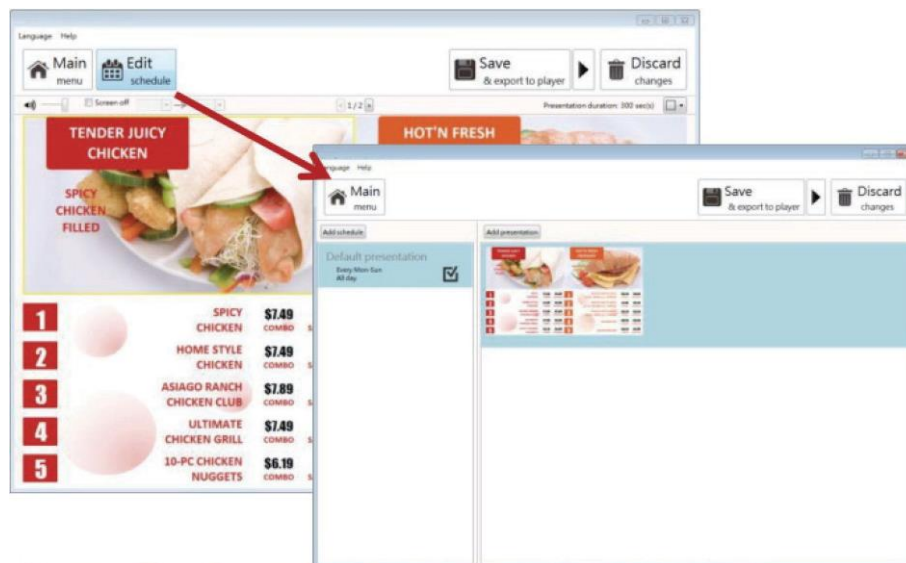 Language Help
Main
menu
Edit
schedule
Save
& export to player
Discard
changes
Screen off
1/2
Presentation duration: 300 sec(s)
TENDER JUICY
CHICKEN
SPICY
CHICKEN
FILLED
HOT'N FRESH
1
SPICY
CHICKEN
$7.49
COMBO
2
HOME STYLE
CHICKEN
$7.49
COMBO
3
ASIAGO RANCH
CHICKEN CLUB
$7.89
COMBO
4
ULTIMATE
CHICKEN GRILL
$7.49
COMBO
5
10-PC CHICKEN
NUGGETS
$6.19
COMBO
Language Help
Main
menu
Save
& export to player
Discard
changes
Add schedule
Add presentation
Default presentation
Every Mon-Sun
All day